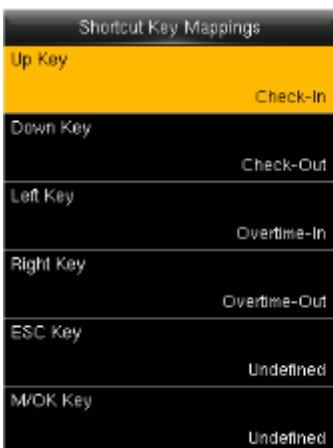 Shortcut Key Mappings
Up Key
Check-In
Down Key
Check-Out
Left Key
Overtime-In
Right Key
Overtime-Out
ESC Key
Undefined
M/OK Key
Undefined